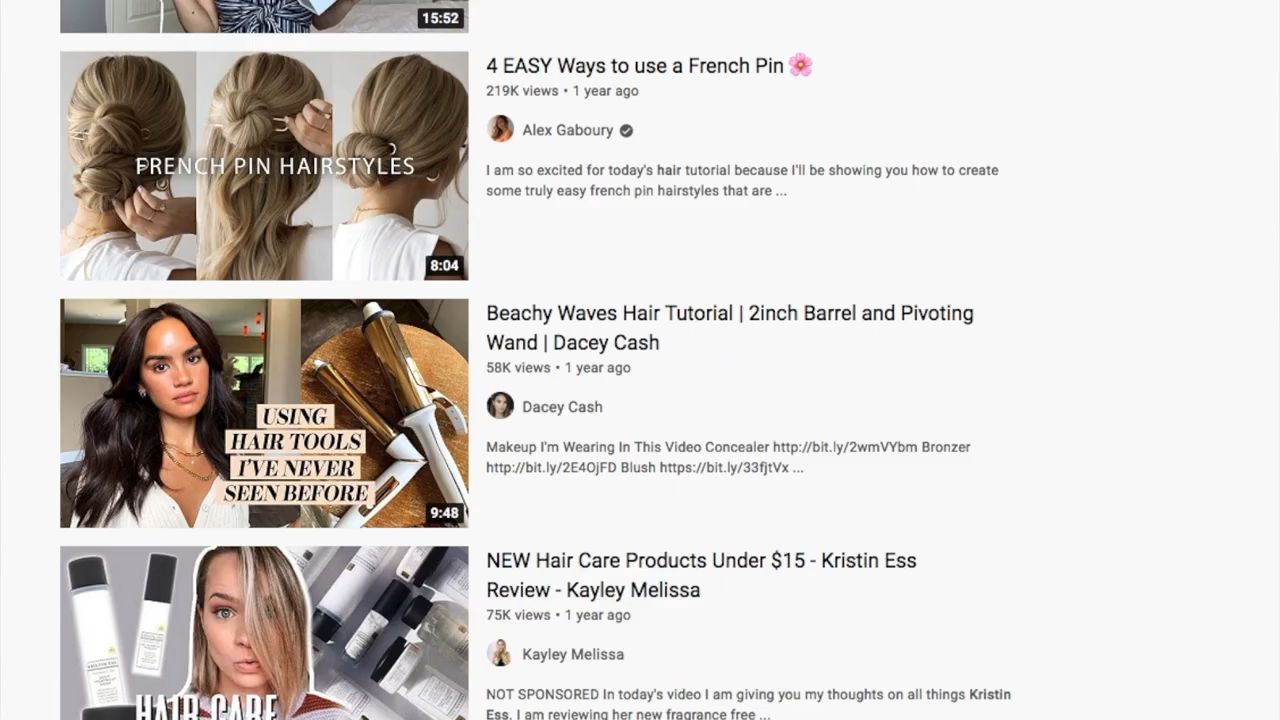 15:52
FRENCH PIN HAIRSTYLES
8:04
4 EASY Ways to use a French Pin 🌸
219K views • 1 year ago
Alex Gaboury
I am so excited for today's hair tutorial because I'll be showing you how to create
some truly easy french pin hairstyles that are ...
USING
HAIR TOOLS
I'VE NEVER
SEEN BEFORE
9:48
Beachy Waves Hair Tutorial | 2inch Barrel and Pivoting
Wand | Dacey Cash
58K views • 1 year ago
Dacey Cash
Makeup I'm Wearing In This Video Concealer http://bit.ly/2wmVYbm Bronzer
http://bit.ly/2E4OjFD Blush https://bit.ly/33fjtVx ...
HAIR CARE
NEW Hair Care Products Under $15 - Kristin Ess
Review - Kayley Melissa
75K views • 1 year ago
Kayley Melissa
NOT SPONSORED In today's video I am giving you my thoughts on all things Kristin
Ess. I am reviewing her new fragrance free ...